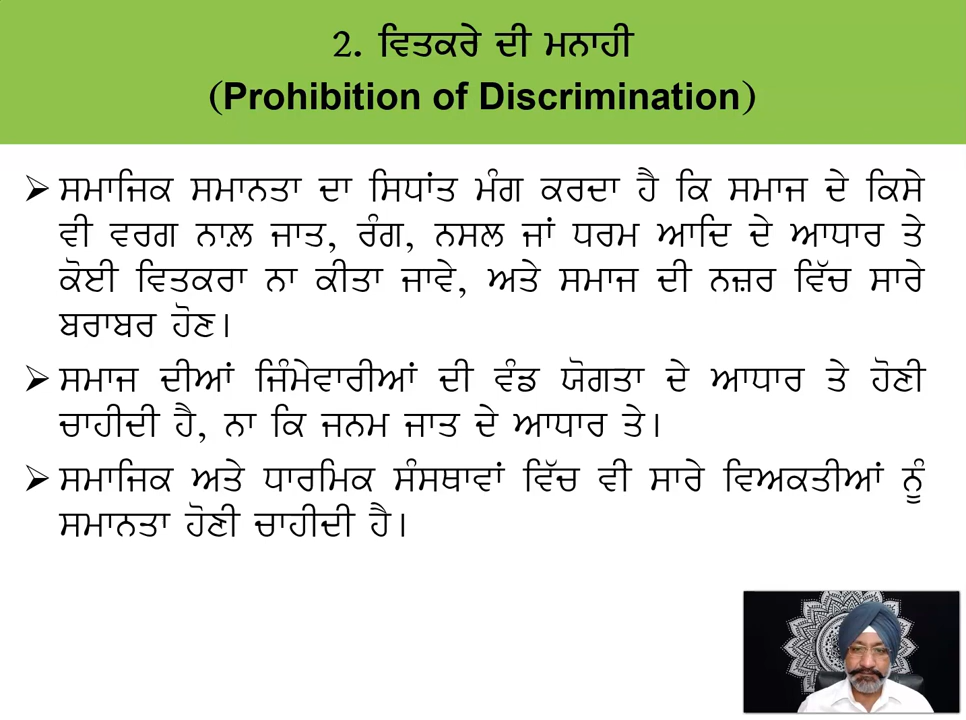 2. ਵਿਤਕਰੇ ਦੀ ਮਨਾਹੀ
(Prohibition of Discrimination)
➢ ਸਮਾਜਿਕ ਸਮਾਨਤਾ ਦਾ ਸਿਧਾਂਤ ਮੰਗ ਕਰਦਾ ਹੈ ਕਿ ਸਮਾਜ ਦੇ ਕਿਸੇ
ਵੀ ਵਰਗ ਨਾਲ਼ ਜਾਤ, ਰੰਗ, ਨਸਲ ਜਾਂ ਧਰਮ ਆਦਿ ਦੇ ਆਧਾਰ ਤੇ
ਕੋਈ ਵਿਤਕਰਾ ਨਾ ਕੀਤਾ ਜਾਵੇ, ਅਤੇ ਸਮਾਜ ਦੀ ਨਜ਼ਰ ਵਿੱਚ ਸਾਰੇ
ਬਰਾਬਰ ਹੋਣ।
➢ ਸਮਾਜ ਦੀਆਂ ਜਿੰਮੇਵਾਰੀਆਂ ਦੀ ਵੰਡ ਯੋਗਤਾ ਦੇ ਆਧਾਰ ਤੇ ਹੋਣੀ
ਚਾਹੀਦੀ ਹੈ, ਨਾ ਕਿ ਜਨਮ ਜਾਤ ਦੇ ਆਧਾਰ ਤੇ।
➢ ਸਮਾਜਿਕ ਅਤੇ ਧਾਰਮਿਕ ਸੰਸਥਾਵਾਂ ਵਿੱਚ ਵੀ ਸਾਰੇ ਵਿਅਕਤੀਆਂ ਨੂੰ
ਸਮਾਨਤਾ ਹੋਣੀ ਚਾਹੀਦੀ ਹੈ।